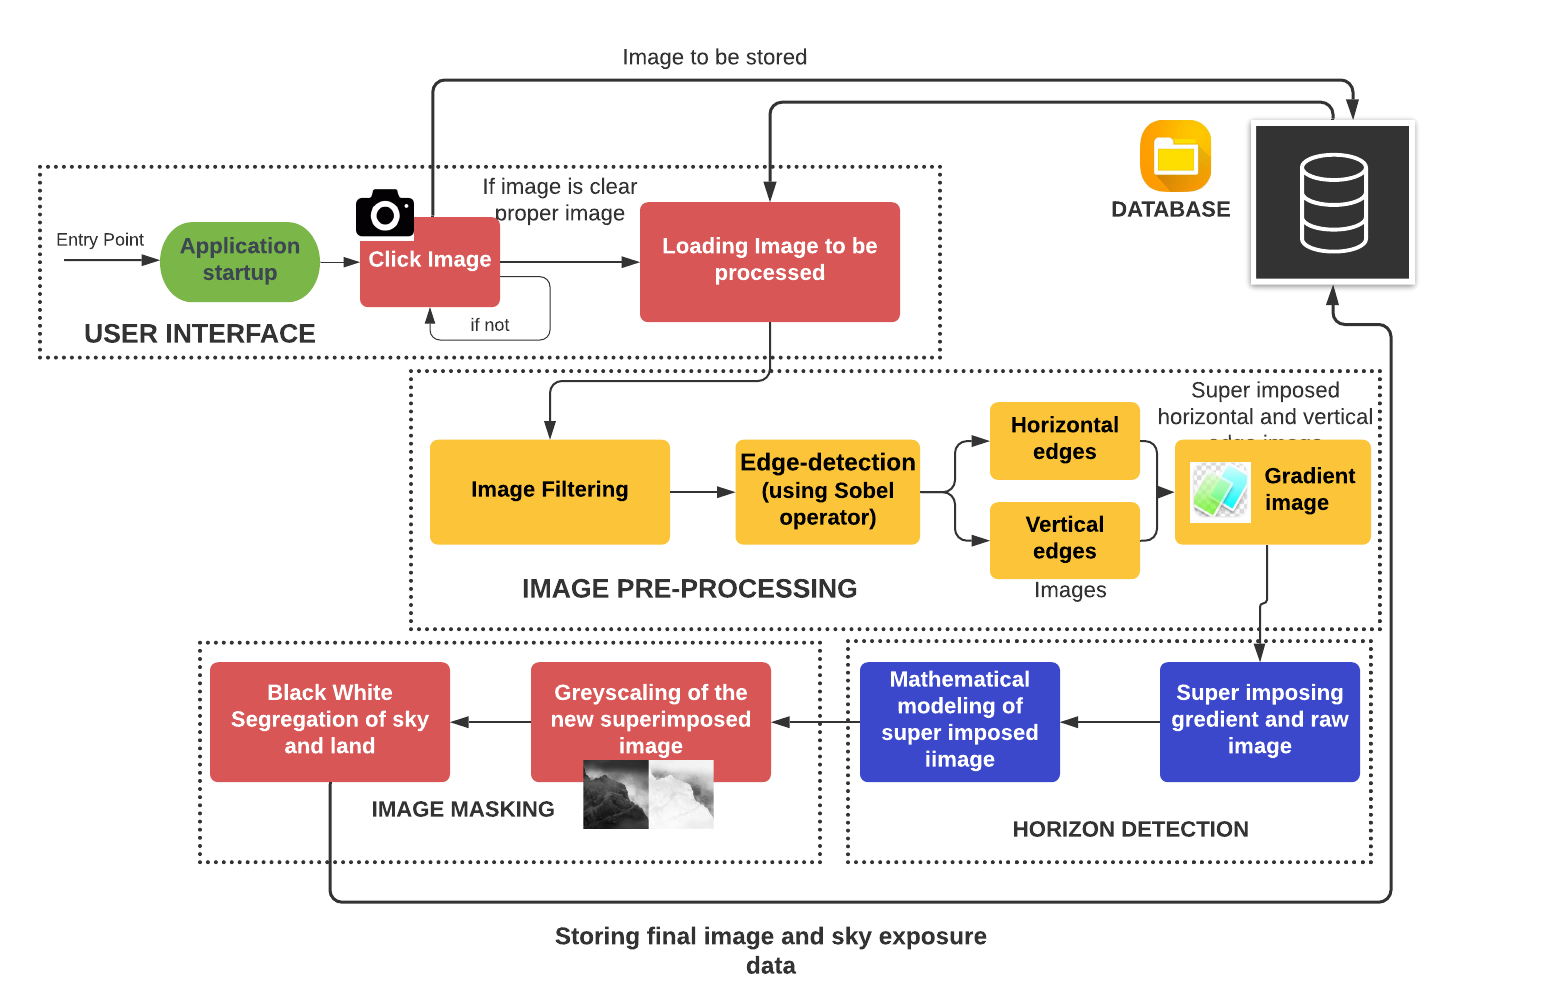 Image to be stored
If image is clear
proper image
Entry Point
Application
startup
Click Image
if not
Loading Image to be
processed
DATABASE
USER INTERFACE
Super imposed
horizontal and vertical
edge image
Image Filtering
Edge-detection
(using Sobel
operator)
Horizontal
edges
Vertical
edges
Images
Gradient
image
IMAGE PRE-PROCESSING
Black White
Segregation of sky
and land
Greyscaling of the
new superimposed
image
IMAGE MASKING
Mathematical
modeling of
super imposed
iimage
Super imposing
gredient and raw
image
HORIZON DETECTION
Storing final image and sky exposure
data